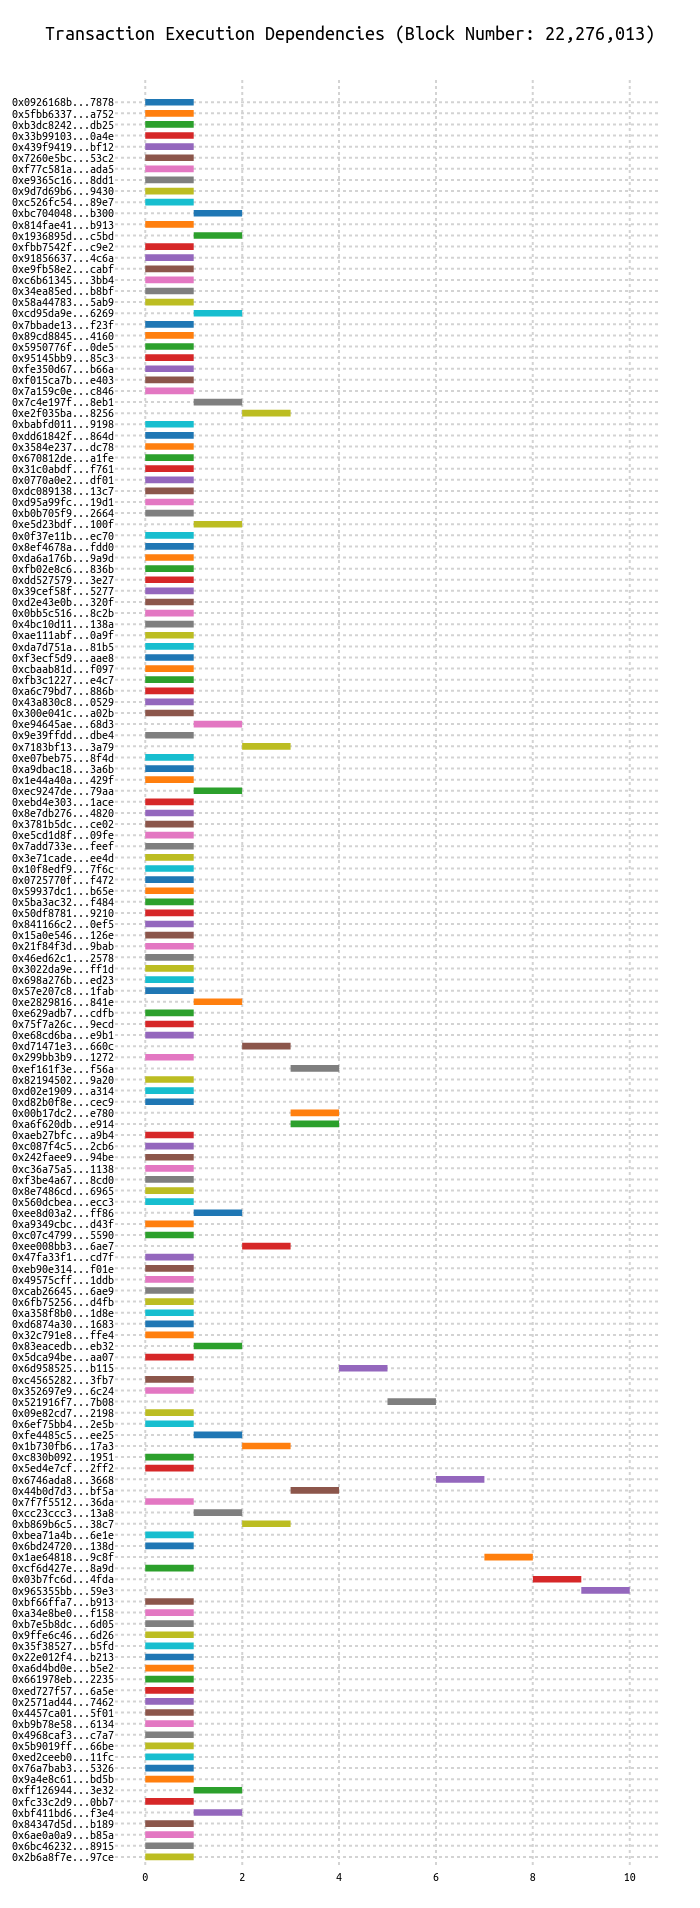 Transaction Execution Dependencies (Block Number: 22,276,013)
0x0926168b...7878
0x5fbb6337...a752
0xb3dc8242...db25
0x33b99103...0a4e
0x439f9419...bf12
0x7260e5bc...53c2
0xf77c581a...ada5
0xe9365c16...8dd1
0x9d7d69b6...9430
0xc526fc54...89e7
0xbc704048...b300
0x814fae41...b913
0x1936895d...c5bd
0xfbb7542f...c9e2
0x91856637...4c6a
0xe9fb58e2...cabf
0xc6b61345...3bb4
0x34ea85ed...b8bf
0x58a44783...5ab9
0xcd95da9e...6269
0x7bbade13...f23f
0x89cd8845...4160
0x5950776f...0de5
0x95145bb9...85c3
0xfe350d67...b66a
0xf015ca7b...e403
0x7a159c0e...c846
0x7c4e197f...8eb1
0xe2f035ba...8256
0xbabfd011...9198
0xdd61842f...864d
0x3584e237...dc78
0x670812de...a1fe
0x31c0abdf...f761
0x0770a0e2...df01
0xdc089138...13c7
0xd95a99fc...19d1
0xb0b705f9...2664
0xe5d23bdf...100f
0x0f37e11b...ec70
0x8ef4678a...fdd0
0xda6a176b...9a9d
0xfb02e8c6...836b
0xdd527579...3e27
0x39cef58f...5277
0xd2e43e0b...320f
0x0bb5c516...8c2b
0x4bc10d11...138a
0xae111abf...0a9f
0xda7d751a...81b5
0xf3ecf5d9...aae8
0xcbaab81d...f097
0xfb3c1227...e4c7
0xa6c79bd7...886b
0x43a830c8...0529
0x300e041c...a02b
0xe94645ae...68d3
0x9e39ffdd...dbe4
0x7183bf13...3a79
0xe07beb75...8f4d
0xa9dbac18...3a6b
0x1e44a40a...429f
0xec9247de...79aa
0xebd4e303...1ace
0x8e7db276...4820
0x3781b5dc...ce02
0xe5cd1d8f...09fe
0x7add733e...feef
0x3e71cade...ee4d
0x10f8edf9...7f6c
0x0725770f...f472
0x59937dc1...b65e
0x5ba3ac32...f484
0x50df8781...9210
0x841166c2...0ef5
0x15a0e546...126e
0x21f84f3d...9bab
0x46ed62c1...2578
0x3022da9e...ff1d
0x698a276b...ed23
0x57e207c8...1fab
0xe2829816...841e
0xe629adb7...cdfb
0x75f7a26c...9ecd
0xe68cd6ba...e9b1
0xd71471e3...660c
0x299bb3b9...1272
0xef161f3e...f56a
0x82194502...9a20
0xd02e1909...a314
0xd82b0f8e...cec9
0x00b17dc2...e780
0xa6f620db...e914
0xaeb27bfc...a9b4
0xc087f4c5...2cb6
0x242faee9...94be
0xc36a75a5...1138
0xf3be4a67...8cd0
0x8e7486cd...6965
0x560dcbea...ecc3
0xee8d03a2...ff86
0xa9349cbc...d43f
0xc07c4799...5590
0xee008bb3...6ae7
0x47fa33f1...cd7f
0xeb90e314...f01e
0x49575cff...1ddb
0xcab26645...6ae9
0x6fb75256...d4fb
0xa358f8b0...1d8e
0xd6874a30...1683
0x32c791e8...ffe4
0x83eacedb...eb32
0x5dca94be...aa07
0x6d958525...b115
0xc4565282...3fb7
0x352697e9...6c24
0x521916f7...7b08
0x09e82cd7...2198
0x6ef75bb4...2e5b
0xfe4485c5...ee25
0x1b730fb6...17a3
0xc830b092...1951
0x5ed4e7cf...2ff2
0x6746ada8...3668
0x44b0d7d3...bf5a
0x7f7f5512...36da
0xcc23ccc3...13a8
0xb869b6c5...38c7
0xbea71a4b...6e1e
0x6bd24720...138d
0x1ae64818...9c8f
0xcf6d427e...8a9d
0x03b7fc6d...4fda
0x965355bb...59e3
0xbf66ffa7...b913
0xa34e8be0...f158
0xb7e5b8dc...6d05
0x9ffe6c46...6d26
0x35f38527...b5fd
0x22e012f4...b213
0xa6d4bd0e...b5e2
0x661978eb...2235
0xed727f57...6a5e
0x2571ad44...7462
0x4457ca01...5f01
0xb9b78e58...6134
0x4968caf3...c7a7
0x5b9019ff...66be
0xed2ceeb0...11fc
0x76a7bab3...5326
0x9a4e8c61...bd5b
0xff126944...3e32
0xfc33c2d9...0bb7
0xbf411bd6...f3e4
0x84347d5d...b189
0x6ae0a0a9...b85a
0x6bc46232...8915
0x2b6a8f7e...97ce
0 2 4 6 8 10